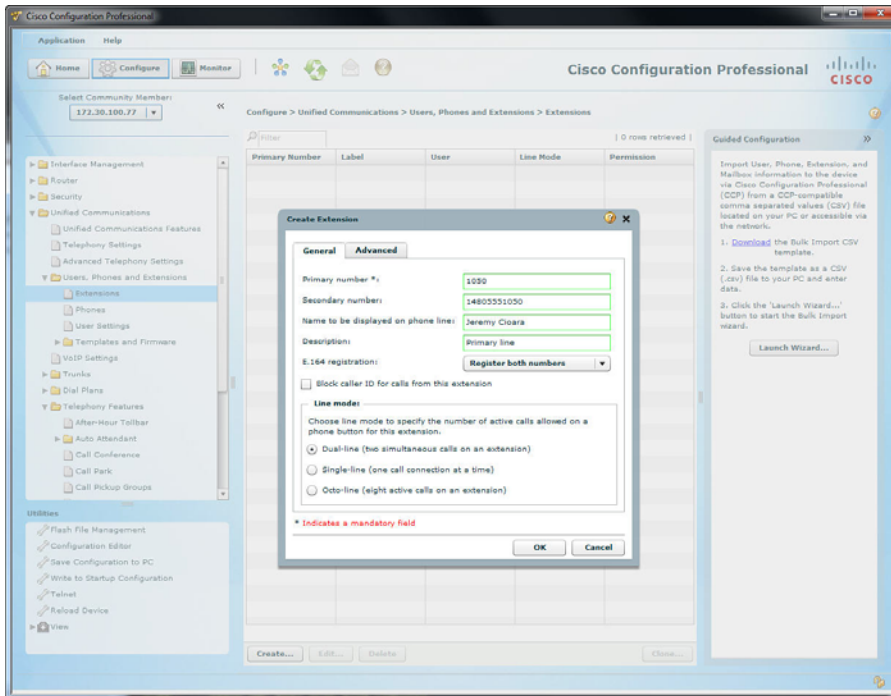 Cisco Configuration Professional
Application Help
Home Configure Monitor
Cisco Configuration Professional
CISCO
Select Community Member:
172.30.100.77
Configure > Unified Communications > Users, Phones and Extensions > Extensions
Interface Management
Router
Security
Unified Communications
Unified Communications Features
Telephony Settings
Advanced Telephony Settings
Users, Phones and Extensions
Extensions
Phones
User Settings
Templates and Firmware
VoIP Settings
Trunks
Dial Plans
Telephony Features
After-Hour Tollbar
Auto Attendant
Call Conference
Call Park
Call Pickup Groups
Utilities
Flash File Management
Configuration Editor
Save Configuration to PC
Write to Startup Configuration
Telnet
Reload Device
View
Filter
| 0 rows retrieved |
Primary Number Label User Line Mode Permission
Create Extension
General Advanced
Primary number *: 1050
Secondary number: 14805551050
Name to be displayed on phone line: Jeremy Cioara
Description: Primary line
E.164 registration: Register both numbers
Block caller ID for calls from this extension
Line mode:
Choose line mode to specify the number of active calls allowed on a
phone button for this extension.
Dual-line (two simultaneous calls on an extension)
Single-line (one call connection at a time)
Octo-line (eight active calls on an extension)
* Indicates a mandatory field
OK Cancel
Create... Edit... Delete Clone...
Guided Configuration
Import User, Phone, Extension, and
Mailbox information to the device
via Cisco Configuration Professional
(CCP) from a CCP-compatible
comma separated values (CSV) file
located on your PC or accessible via
the network.
1. Download the Bulk Import CSV
template.
2. Save the template as a CSV
(.csv) file to your PC and enter
data.
3. Click the 'Launch Wizard...'
button to start the Bulk Import
wizard.
Launch Wizard...